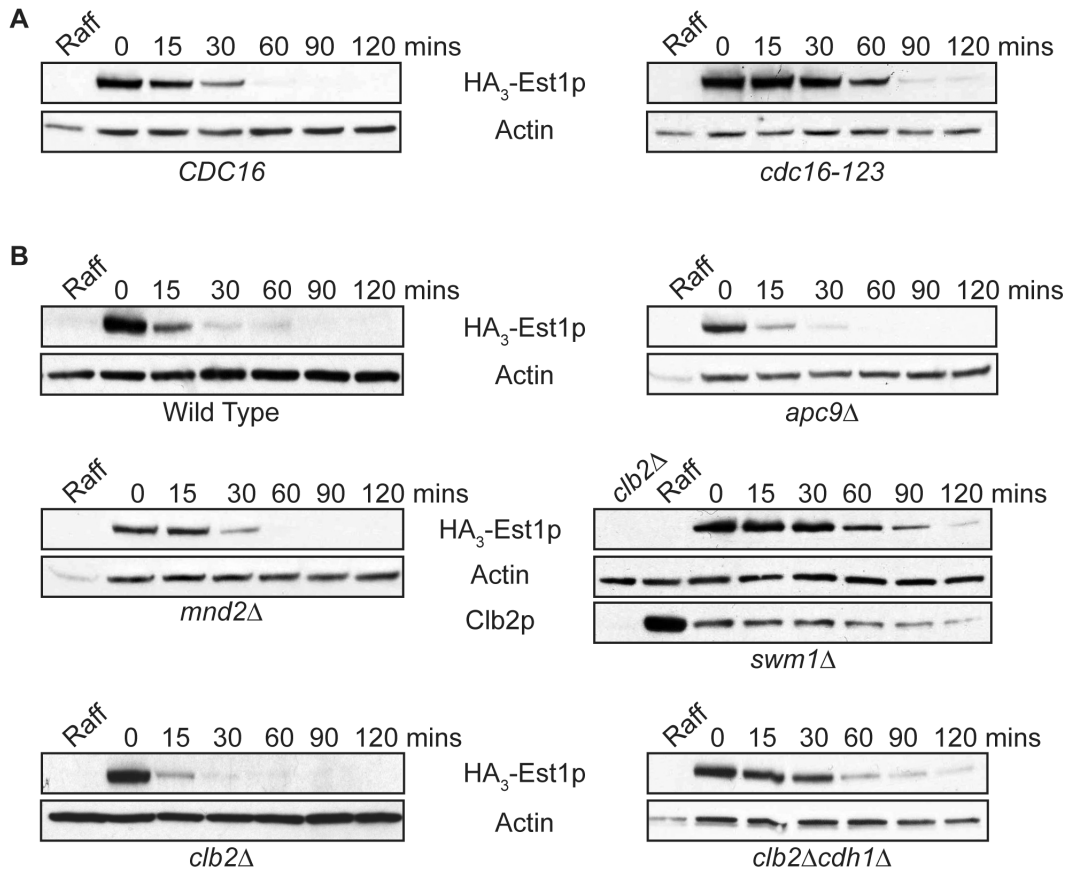 A
Raff 0 15 30 60 90 120 mins Raff 0 15 30 60 90 120 mins
HA3-Est1p
Actin
CDC16 cdc16-123
B
Raff 0 15 30 60 90 120 mins Raff 0 15 30 60 90 120 mins
HA3-Est1p
Actin
Wild Type apc9Δ
Raff 0 15 30 60 90 120 mins clb2Δ Raff 0 15 30 60 90 120 mins
HA3-Est1p
Actin
mnd2Δ Clb2p
swm1Δ
Raff 0 15 30 60 90 120 mins Raff 0 15 30 60 90 120 mins
HA3-Est1p
Actin
clb2Δ clb2Δcdh1Δ